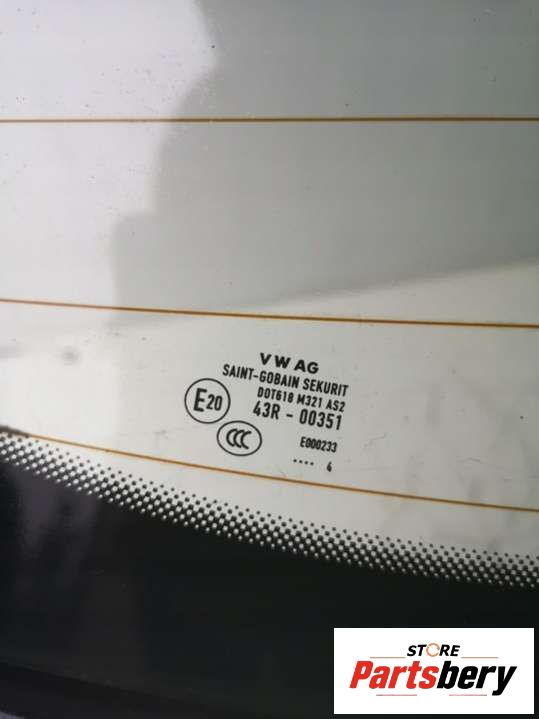 VW AG
SAINT-GOBAIN SEKURIT
DOT618 M321 AS2
E20
43R - 00351
CCC
E000233
.... 4
STORE
Partsbery